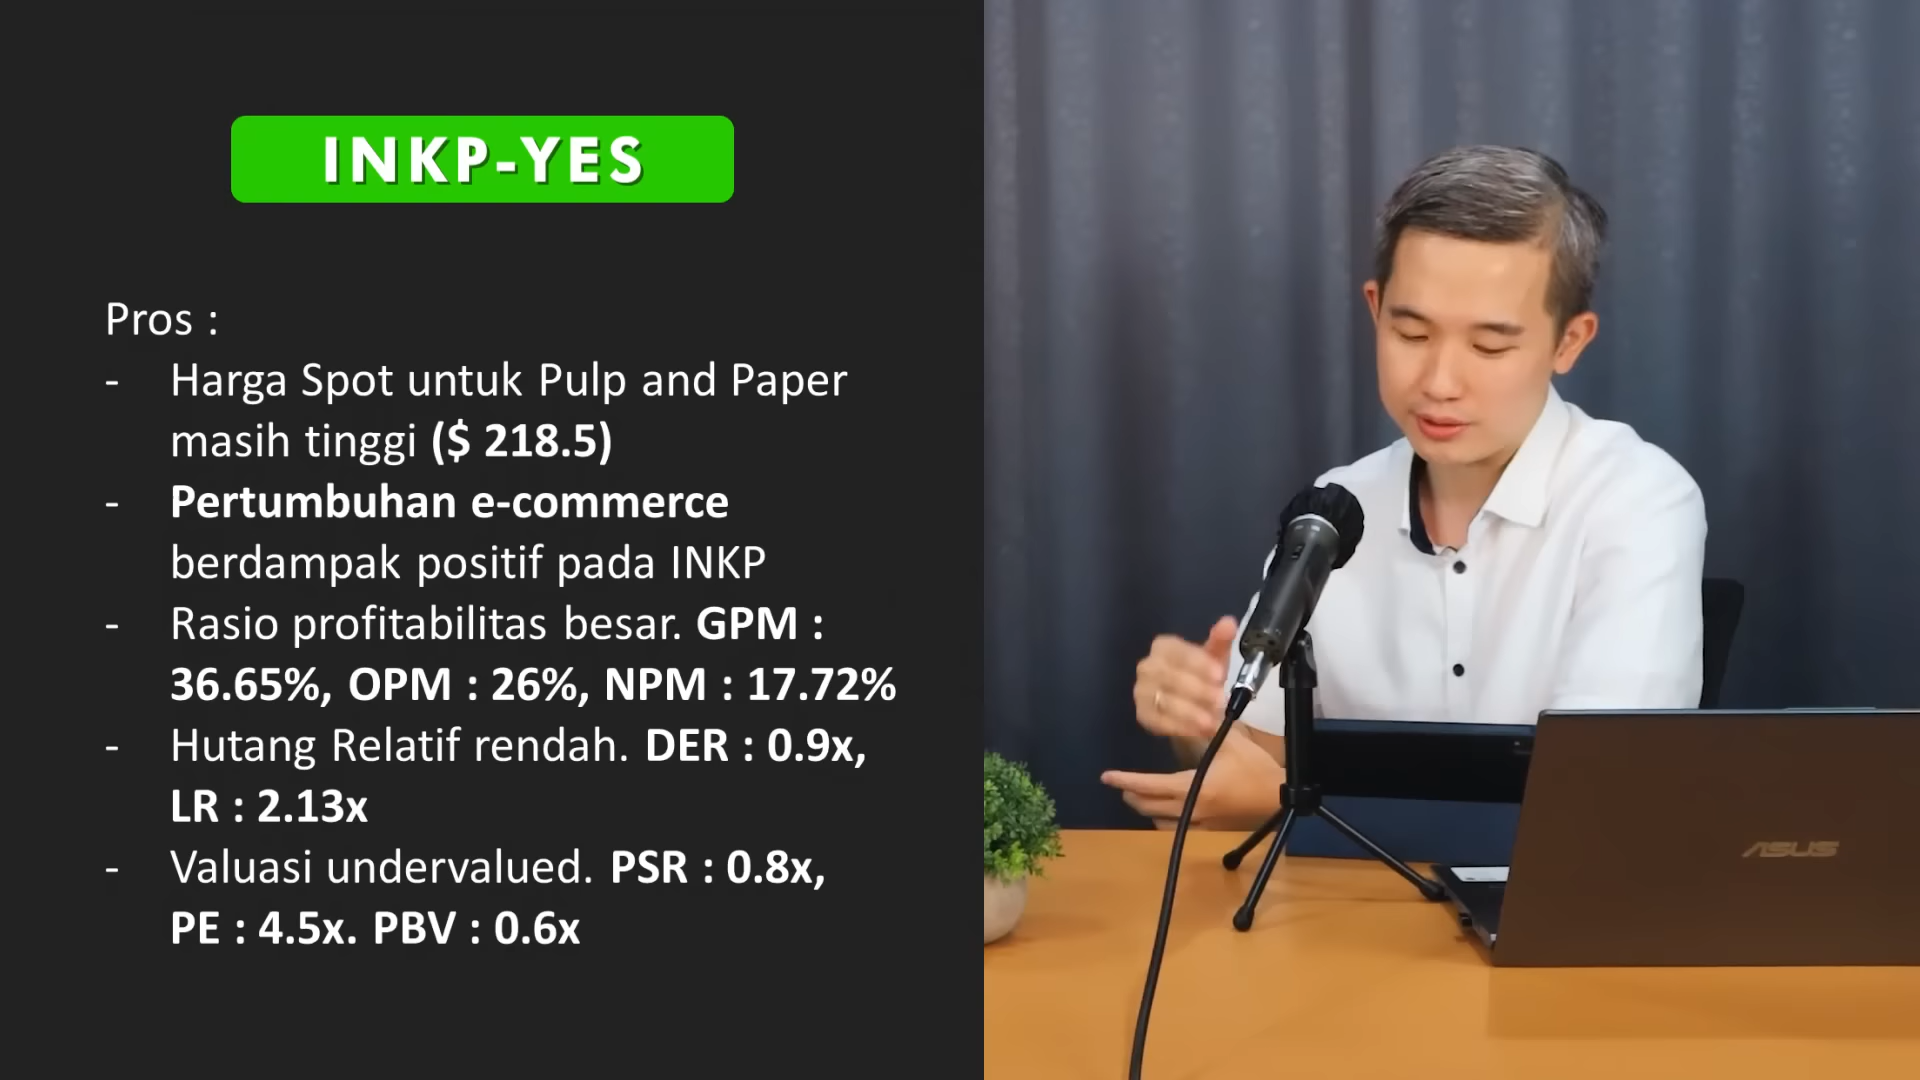 INKP-YES
Pros :
- Harga Spot untuk Pulp and Paper
masih tinggi ($ 218.5)
- Pertumbuhan e-commerce
berdampak positif pada INKP
- Rasio profitabilitas besar. GPM :
36.65%, OPM : 26%, NPM : 17.72%
- Hutang Relatif rendah. DER : 0.9x,
LR : 2.13x
- Valuasi undervalued. PSR : 0.8x,
PE : 4.5x. PBV : 0.6x
ASUS